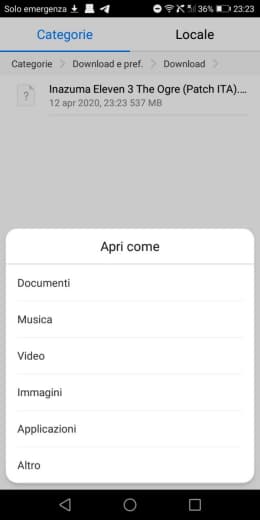 Solo emergenza
36% 23:23
Categorie Locale
Categorie > Download e pref. > Download >
Inazuma Eleven 3 The Ogre (Patch ITA)....
12 apr 2020, 23:23 537 MB
?
Apri come
Documenti
Musica
Video
Immagini
Applicazioni
Altro